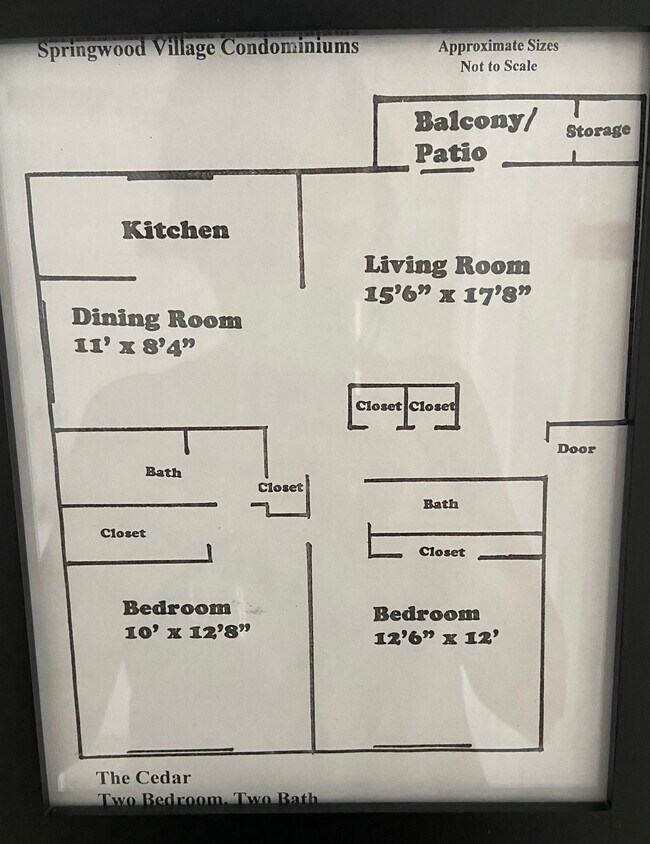 Springwood Village Condominiums
Approximate Sizes
Not to Scale
Balcony/
Patio
Storage
Kitchen
Living Room
15'6” x 17'8”
Dining Room
11' x 8'4”
Closet
Closet
Door
Bath
Closet
Bath
Closet
Closet
Bedroom
10' x 12'8”
Bedroom
12'6” x 12'
The Cedar
Two Bedroom, Two Bath